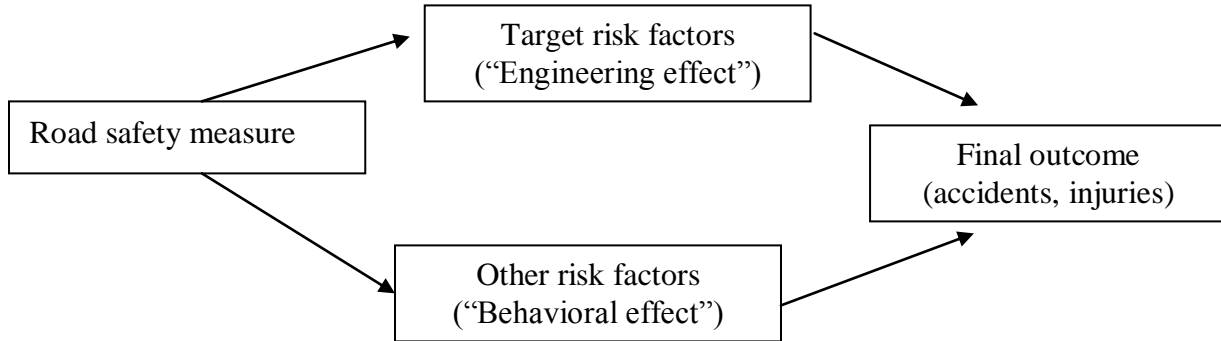 Target risk factors
(“Engineering effect”)
Road safety measure
Final outcome
(accidents, injuries)
Other risk factors
(“Behavioral effect”)